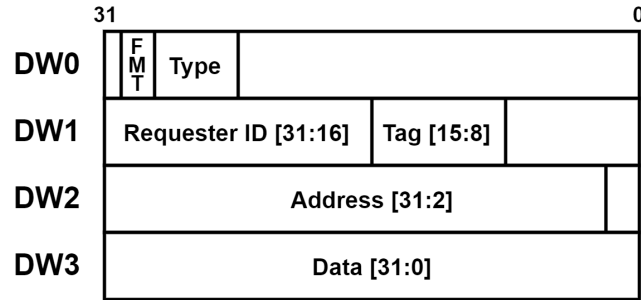 31 0
DW0
FMT
Type
DW1
Requester ID [31:16]
Tag [15:8]
DW2
Address [31:2]
DW3
Data [31:0]